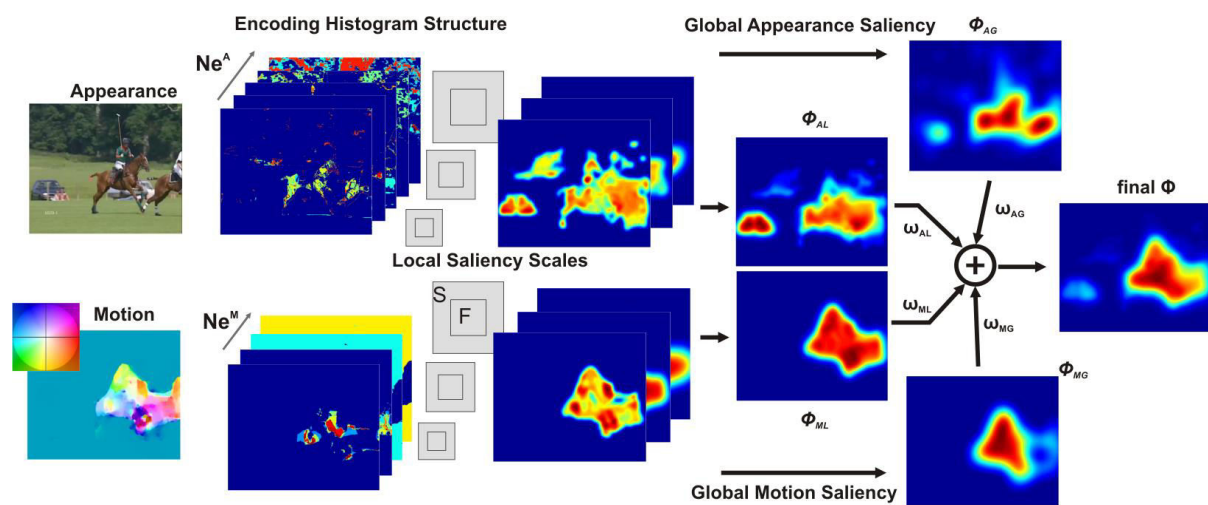 Encoding Histogram Structure
Global Appearance Saliency
Φ_AG
Ne^A
Appearance
Φ_AL
final Φ
ω_AG
ω_AL
+
Local Saliency Scales
S
F
Motion
Ne^M
ω_ML
ω_MG
Φ_MG
Φ_ML
Global Motion Saliency